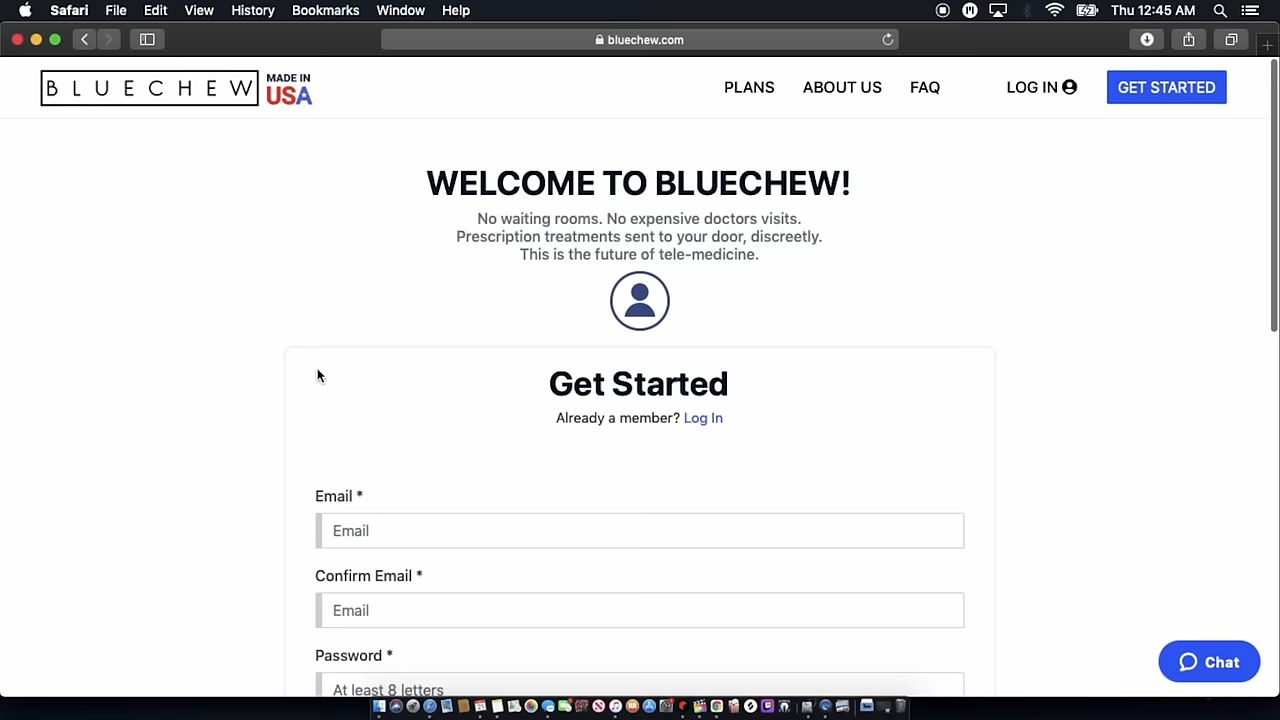 Safari File Edit View History Bookmarks Window Help Thu 12:45 AM
bluechew.com
BLUECHEW MADE IN USA PLANS ABOUT US FAQ LOG IN GET STARTED
WELCOME TO BLUECHEW!
No waiting rooms. No expensive doctors visits.
Prescription treatments sent to your door, discreetly.
This is the future of tele-medicine.
Get Started
Already a member? Log In
Email *
Email
Confirm Email *
Email
Password *
At least 8 letters
Chat